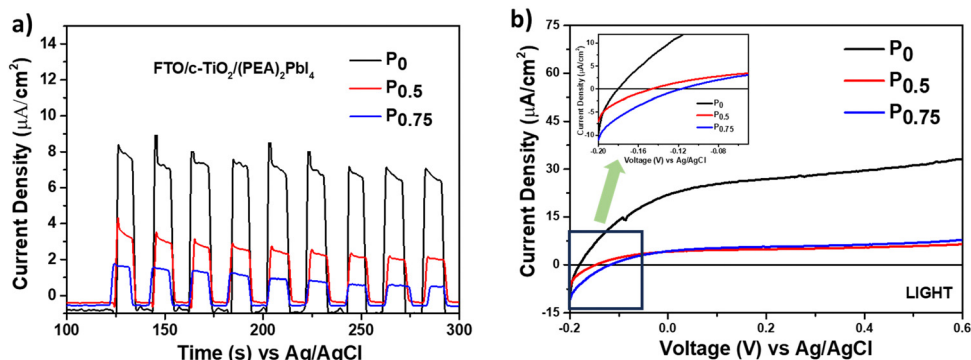 a)
FTO/c-TiO₂/(PEA)₂PbI₄
P₀
P₀.₅
P₀.₇₅
Current Density (µA/cm²)
14
12
10
8
6
4
2
0
100
150
200
250
300
Time (s) vs Ag/AgCl
b)
P₀
P₀.₅
P₀.₇₅
Current Density (µA/cm²)
75
60
45
30
15
0
-15
-0.2
0.0
0.2
0.4
0.6
Voltage (V) vs Ag/AgCl
LIGHT
Current Density (µA/cm²)
10
5
0
-5
-10
-0.20
-0.16
-0.12
-0.08
Voltage (V) vs Ag/AgCl
P₀
P₀.₅
P₀.₇₅